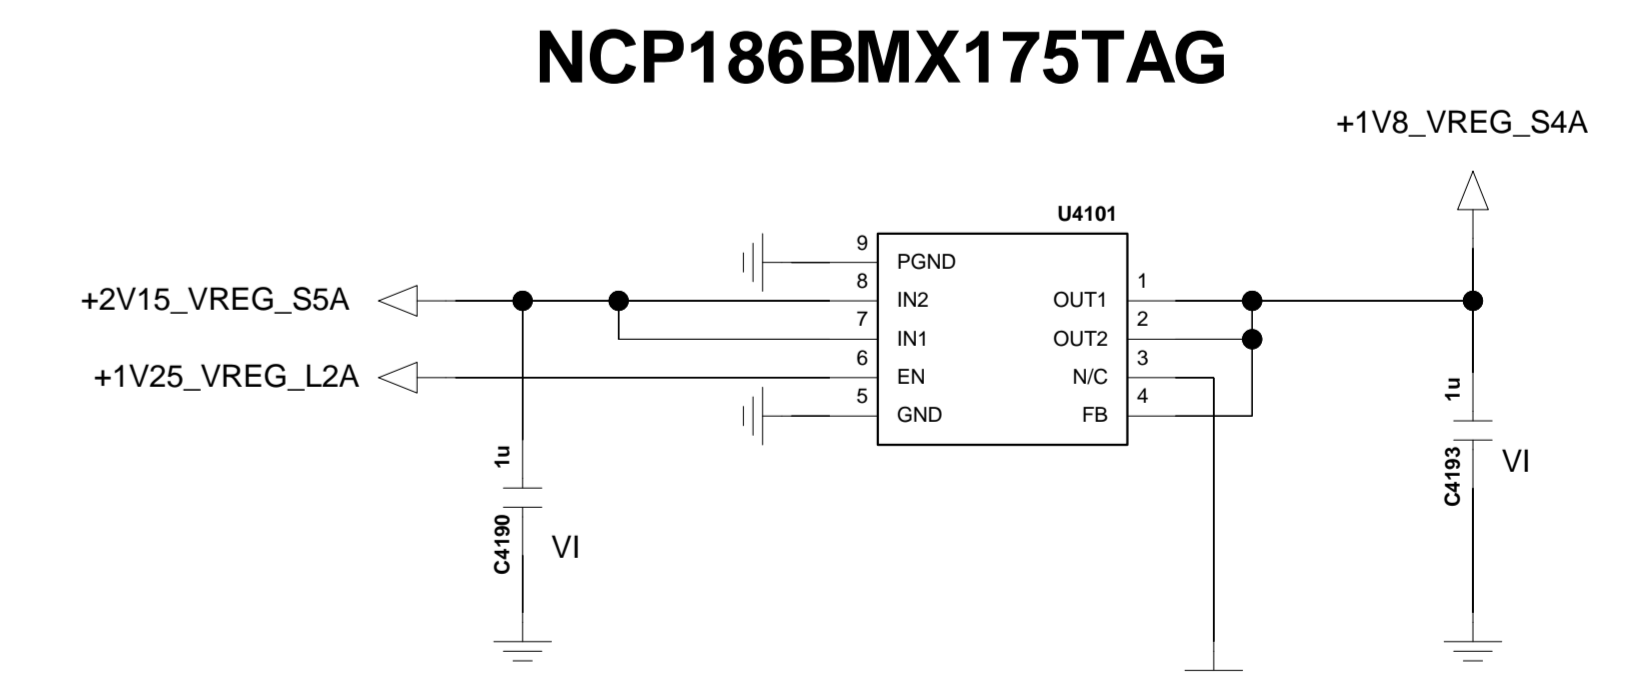 NCP186BMX175TAG
+1V8_VREG_S4A
U4101
9
PGND
+2V15_VREG_S5A
8
IN2
OUT1
1
7
IN1
OUT2
2
+1V25_VREG_L2A
6
EN
N/C
3
5
GND
FB
4
1u
C4190
VI
1u
C4193
VI